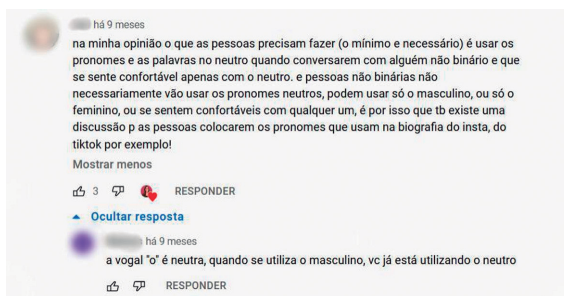 há 9 meses
na minha opinião o que as pessoas precisam fazer (o mínimo e necessário) é usar os
pronomes e as palavras no neutro quando conversarem com alguém não binário e que
se sente confortável apenas com o neutro. e pessoas não binárias não
necessariamente vão usar os pronomes neutros, podem usar só o masculino, ou só o
feminino, ou se sentem confortáveis com qualquer um, é por isso que tb existe uma
discussão p as pessoas colocarem os pronomes que usam na biografia do insta, do
tiktok por exemplo!
Mostrar menos
3 RESPONDER
Ocultar resposta
há 9 meses
a vogal "o" é neutra, quando se utiliza o masculino, vc já está utilizando o neutro
RESPONDER